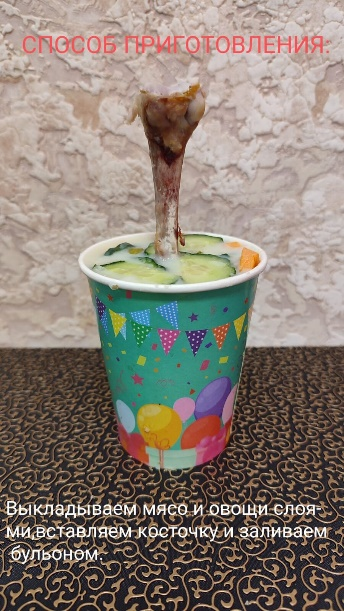 СПОСОБ ПРИГОТОВЛЕНИЯ:
Выкладываем мясо и овощи слоя-
ми,вставляем косточку и заливаем
бульоном.